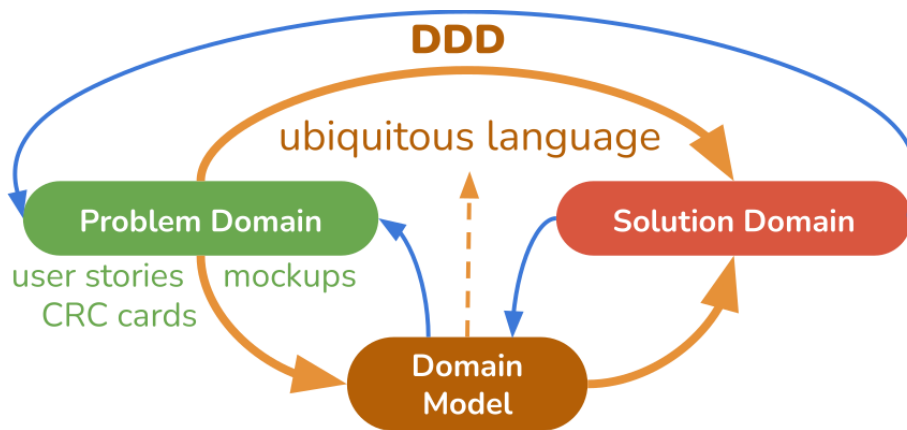 DDD
ubiquitous language
Problem Domain
Solution Domain
user stories mockups
CRC cards
Domain
Model